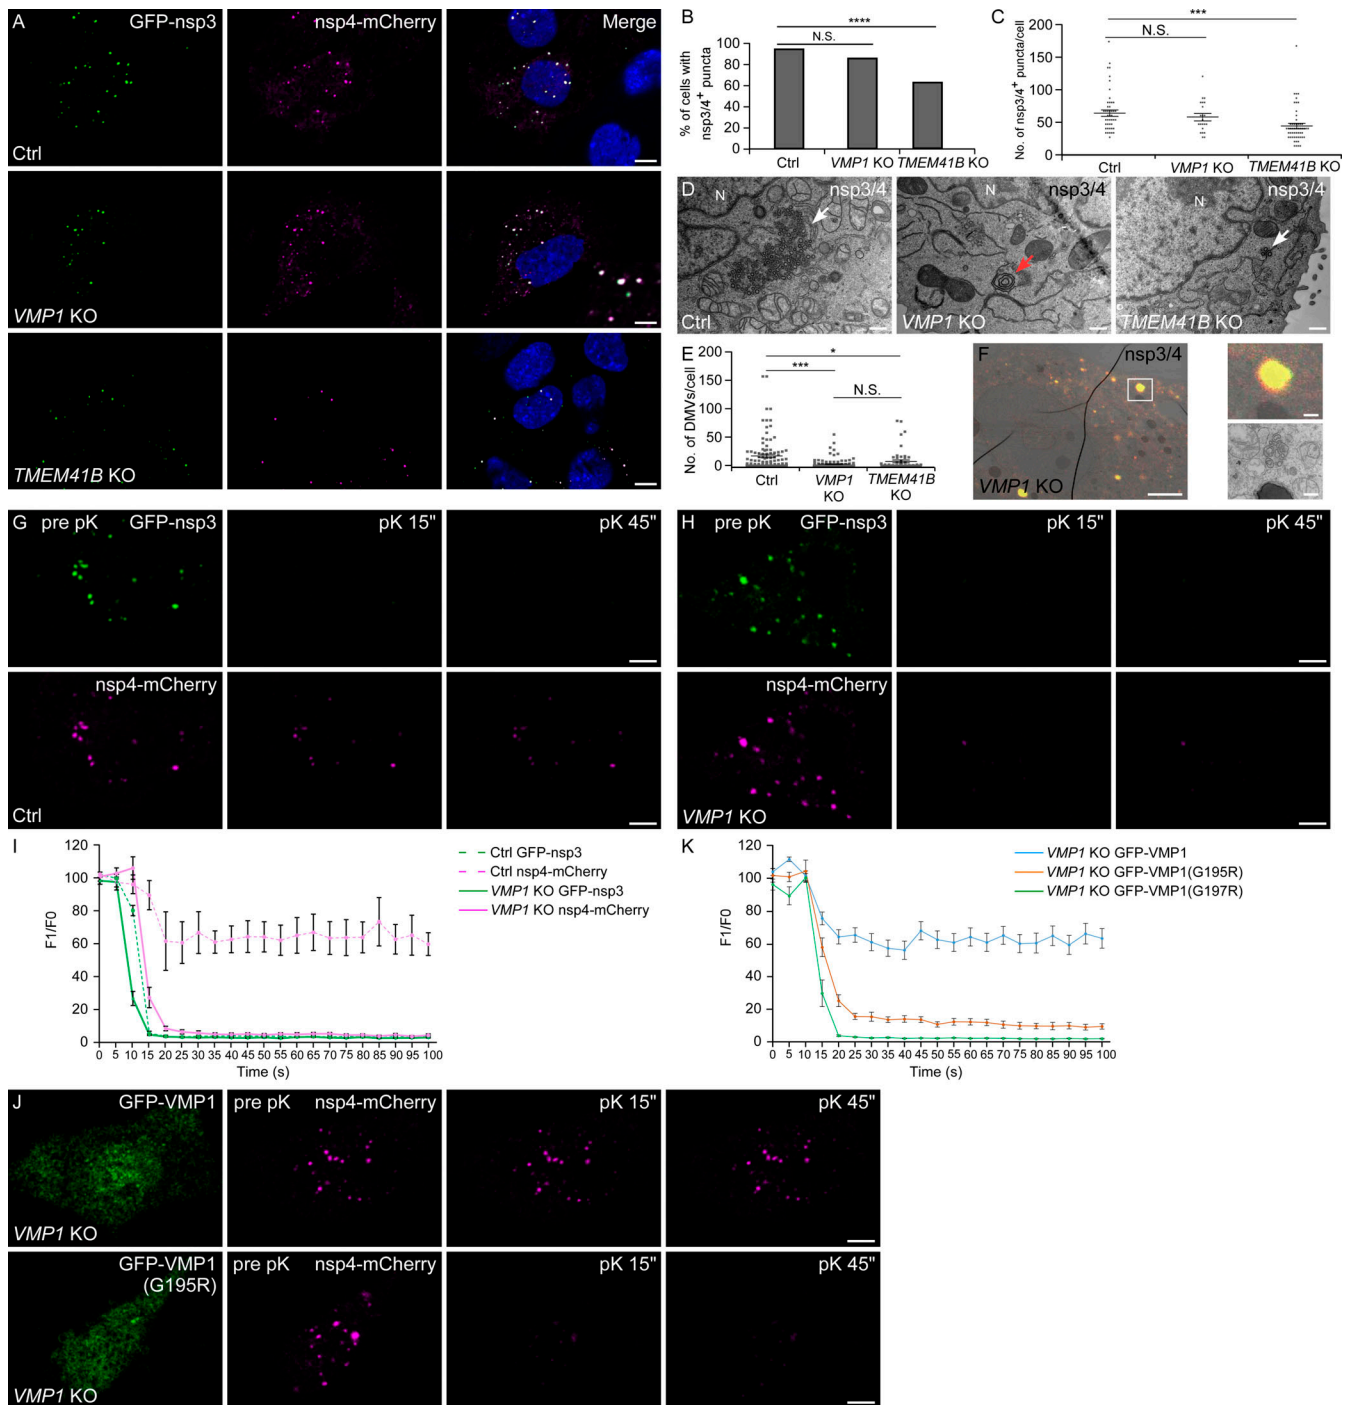 A
GFP-nsp3
nsp4-mCherry
Merge
Ctrl
VMP1 KO
TMEM41B KO
B
****
N.S.
% of cells with
nsp3/4+ puncta
100
80
60
40
20
0
Ctrl
VMP1 KO
TMEM41B KO
C
***
N.S.
No. of nsp3/4+ puncta/cell
200
150
100
50
0
Ctrl
VMP1 KO
TMEM41B KO
D
N
nsp3/4
Ctrl
N
nsp3/4
VMP1 KO
N
nsp3/4
TMEM41B KO
E
*
***
N.S.
No. of DMVs/cell
200
150
100
50
0
Ctrl
VMP1
KO
TMEM41B
KO
F
nsp3/4
VMP1 KO
G
pre pK
GFP-nsp3
pK 15"
pK 45"
nsp4-mCherry
Ctrl
H
pre pK
GFP-nsp3
pK 15"
pK 45"
nsp4-mCherry
VMP1 KO
I
F1/F0
120
100
80
60
40
20
0
0 5 10 15 20 25 30 35 40 45 50 55 60 65 70 75 80 85 90 95 100
Time (s)
Ctrl GFP-nsp3
Ctrl nsp4-mCherry
VMP1 KO GFP-nsp3
VMP1 KO nsp4-mCherry
K
F1/F0
120
100
80
60
40
20
0
0 5 10 15 20 25 30 35 40 45 50 55 60 65 70 75 80 85 90 95 100
Time (s)
VMP1 KO GFP-VMP1
VMP1 KO GFP-VMP1(G195R)
VMP1 KO GFP-VMP1(G197R)
J
GFP-VMP1
VMP1 KO
pre pK
nsp4-mCherry
pK 15"
pK 45"
GFP-VMP1
(G195R)
VMP1 KO
pre pK
nsp4-mCherry
pK 15"
pK 45"